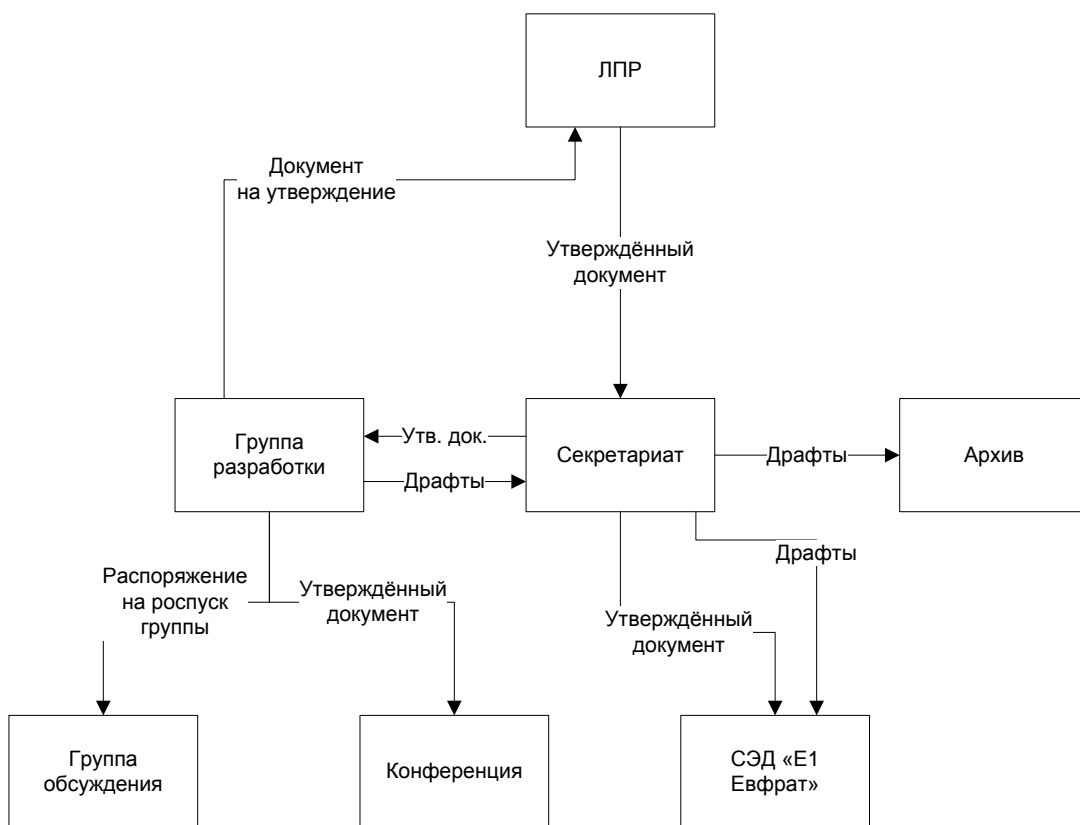 ЛПР
Документ
на утверждение
Утверждённый
документ
Группа
разработки
Утв. док.
Драфты
Секретариат
Драфты
Архив
Драфты
Распоряжение
на роспуск
группы
Утверждённый
документ
Утверждённый
документ
Группа
обсуждения
Конференция
СЭД «Е1
Евфрат»